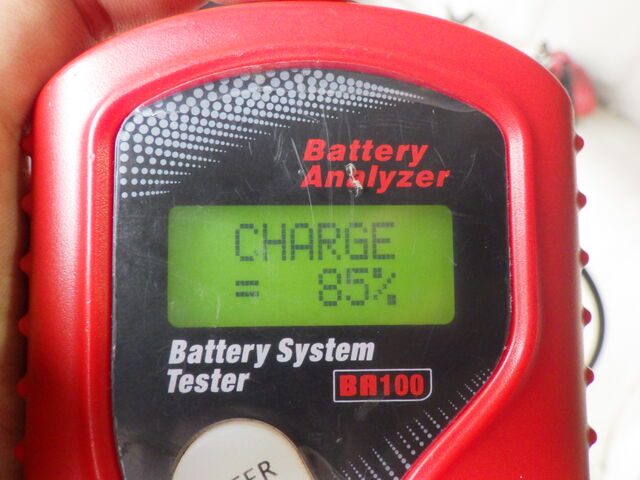 Battery
Analyzer
CHARGE
= 85%
Battery System
Tester
BA100